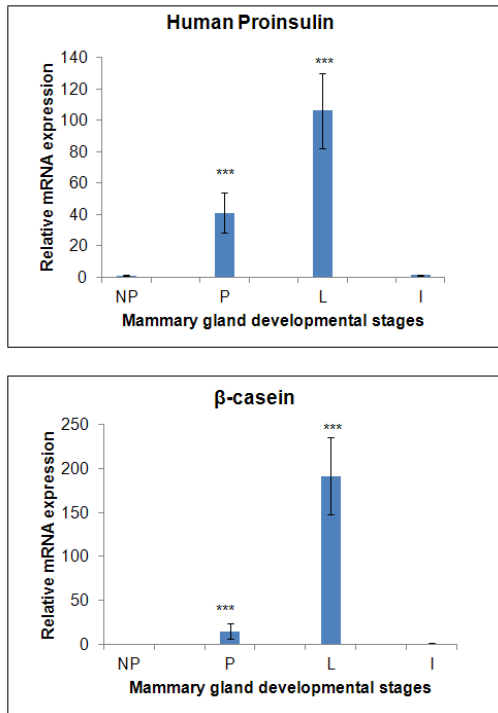 Human Proinsulin
Relative mRNA expression
140
120
100
80
60
40
20
0
***
***
NP P L I
Mammary gland developmental stages
β-casein
Relative mRNA expression
250
200
150
100
50
0
***
***
NP P L I
Mammary gland developmental stages